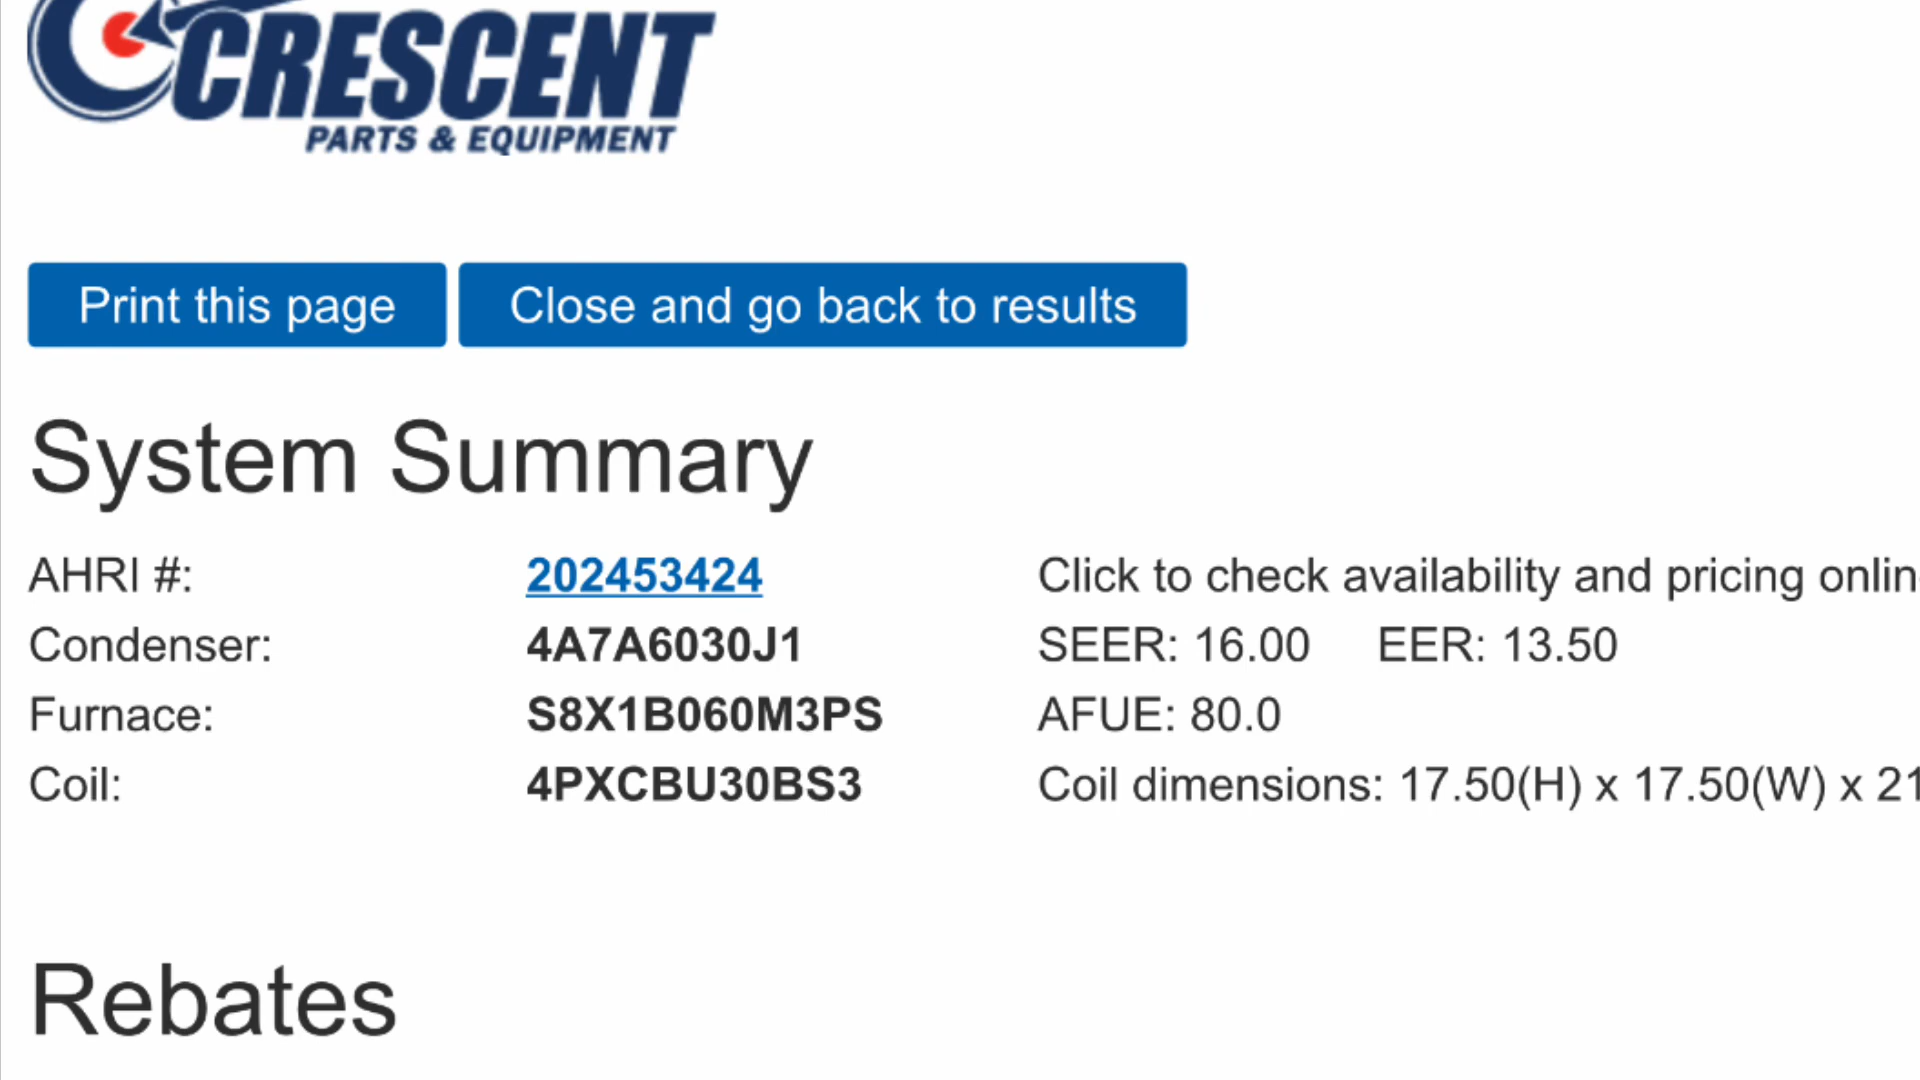 CRESCENT
PARTS & EQUIPMENT
Print this page
Close and go back to results
System Summary
AHRI #: 202453424 Click to check availability and pricing onlin
Condenser: 4A7A6030J1 SEER: 16.00 EER: 13.50
Furnace: S8X1B060M3PS AFUE: 80.0
Coil: 4PXCBU30BS3 Coil dimensions: 17.50(H) x 17.50(W) x 21
Rebates